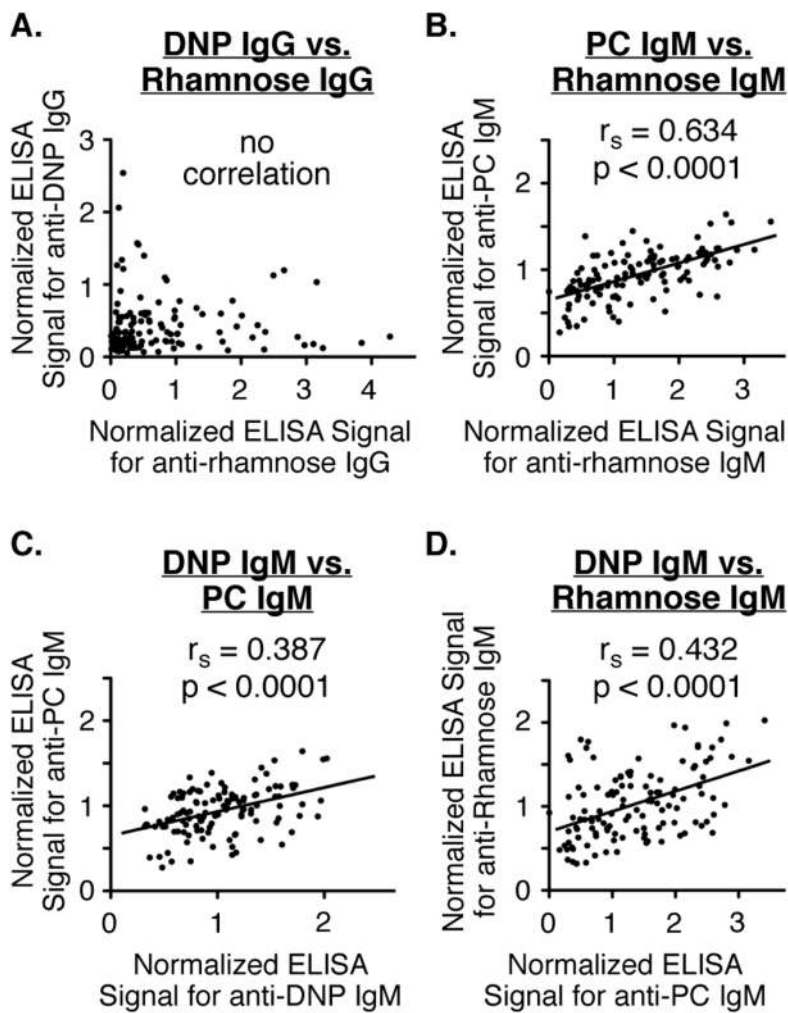 A.
DNP IgG vs.
Rhamnose IgG
Normalized ELISA
Signal for anti-DNP IgG
no
correlation
3
2
1
0
0 1 2 3 4
Normalized ELISA Signal
for anti-rhamnose IgG
B.
PC IgM vs.
Rhamnose IgM
Normalized ELISA
Signal for anti-PC IgM
rs = 0.634
p < 0.0001
2
1
0
0 1 2 3
Normalized ELISA Signal
for anti-rhamnose IgM
C.
DNP IgM vs.
PC IgM
Normalized ELISA
Signal for anti-PC IgM
rs = 0.387
p < 0.0001
2
1
0
0 1 2
Normalized ELISA
Signal for anti-DNP IgM
D.
DNP IgM vs.
Rhamnose IgM
Normalized ELISA Signal
for anti-Rhamnose IgM
rs = 0.432
p < 0.0001
2
1
0
0 1 2 3
Normalized ELISA
Signal for anti-PC IgM